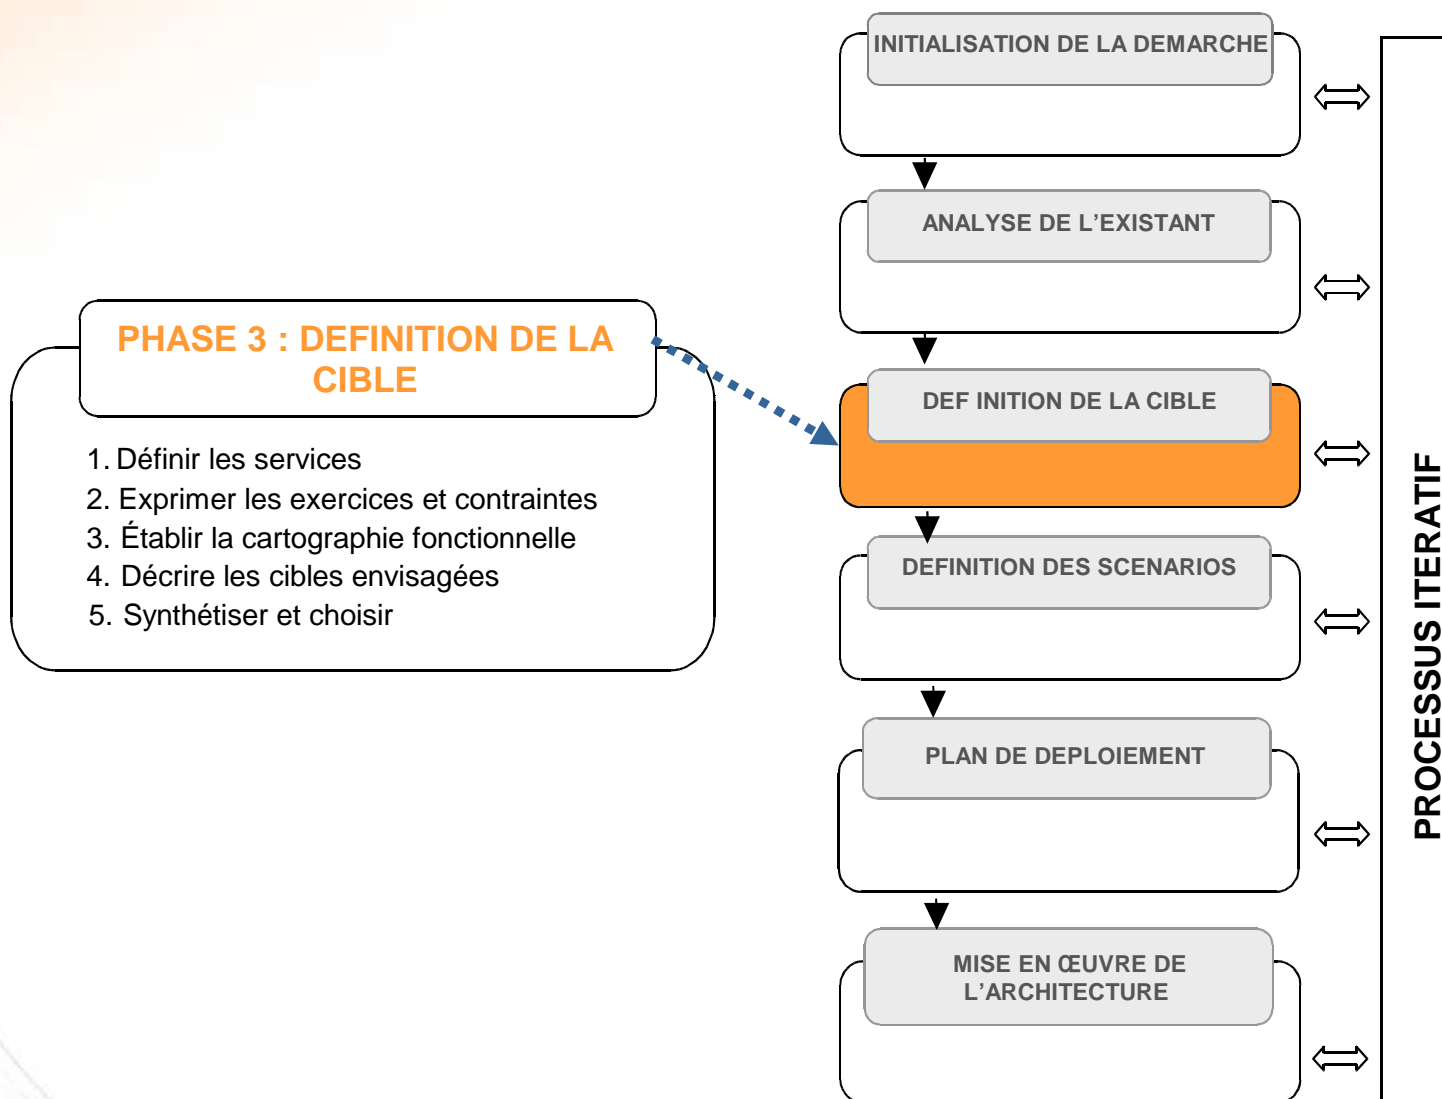 INITIALISATION DE LA DEMARCHE
ANALYSE DE L’EXISTANT
PHASE 3 : DEFINITION DE LA
CIBLE
1. Définir les services
2. Exprimer les exercices et contraintes
3. Établir la cartographie fonctionnelle
4. Décrire les cibles envisagées
5. Synthétiser et choisir
DEF INITION DE LA CIBLE
DEFINITION DES SCENARIOS
PLAN DE DEPLOIEMENT
MISE EN ŒUVRE DE
L’ARCHITECTURE
PROCESSUS ITERATIF